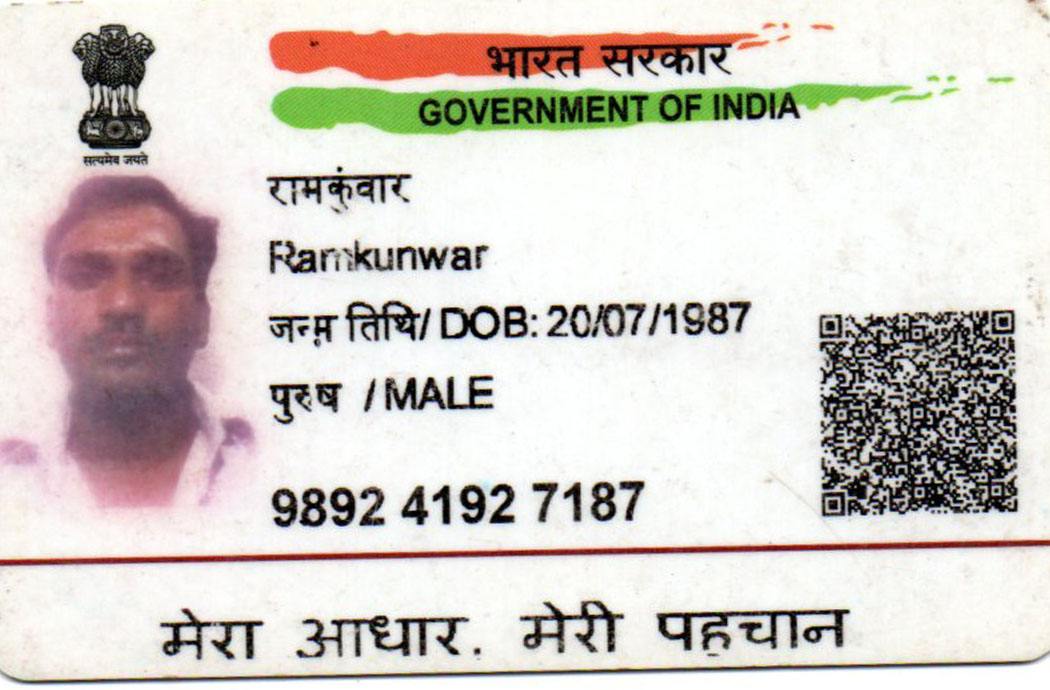 सत्यमेव जयते
भारत सरकार
GOVERNMENT OF INDIA
रामकुंवार
Ramkunwar
जन्म तिथि/ DOB: 20/07/1987
पुरुष / MALE
9892 4192 7187
मेरा आधार, मेरी पहचान